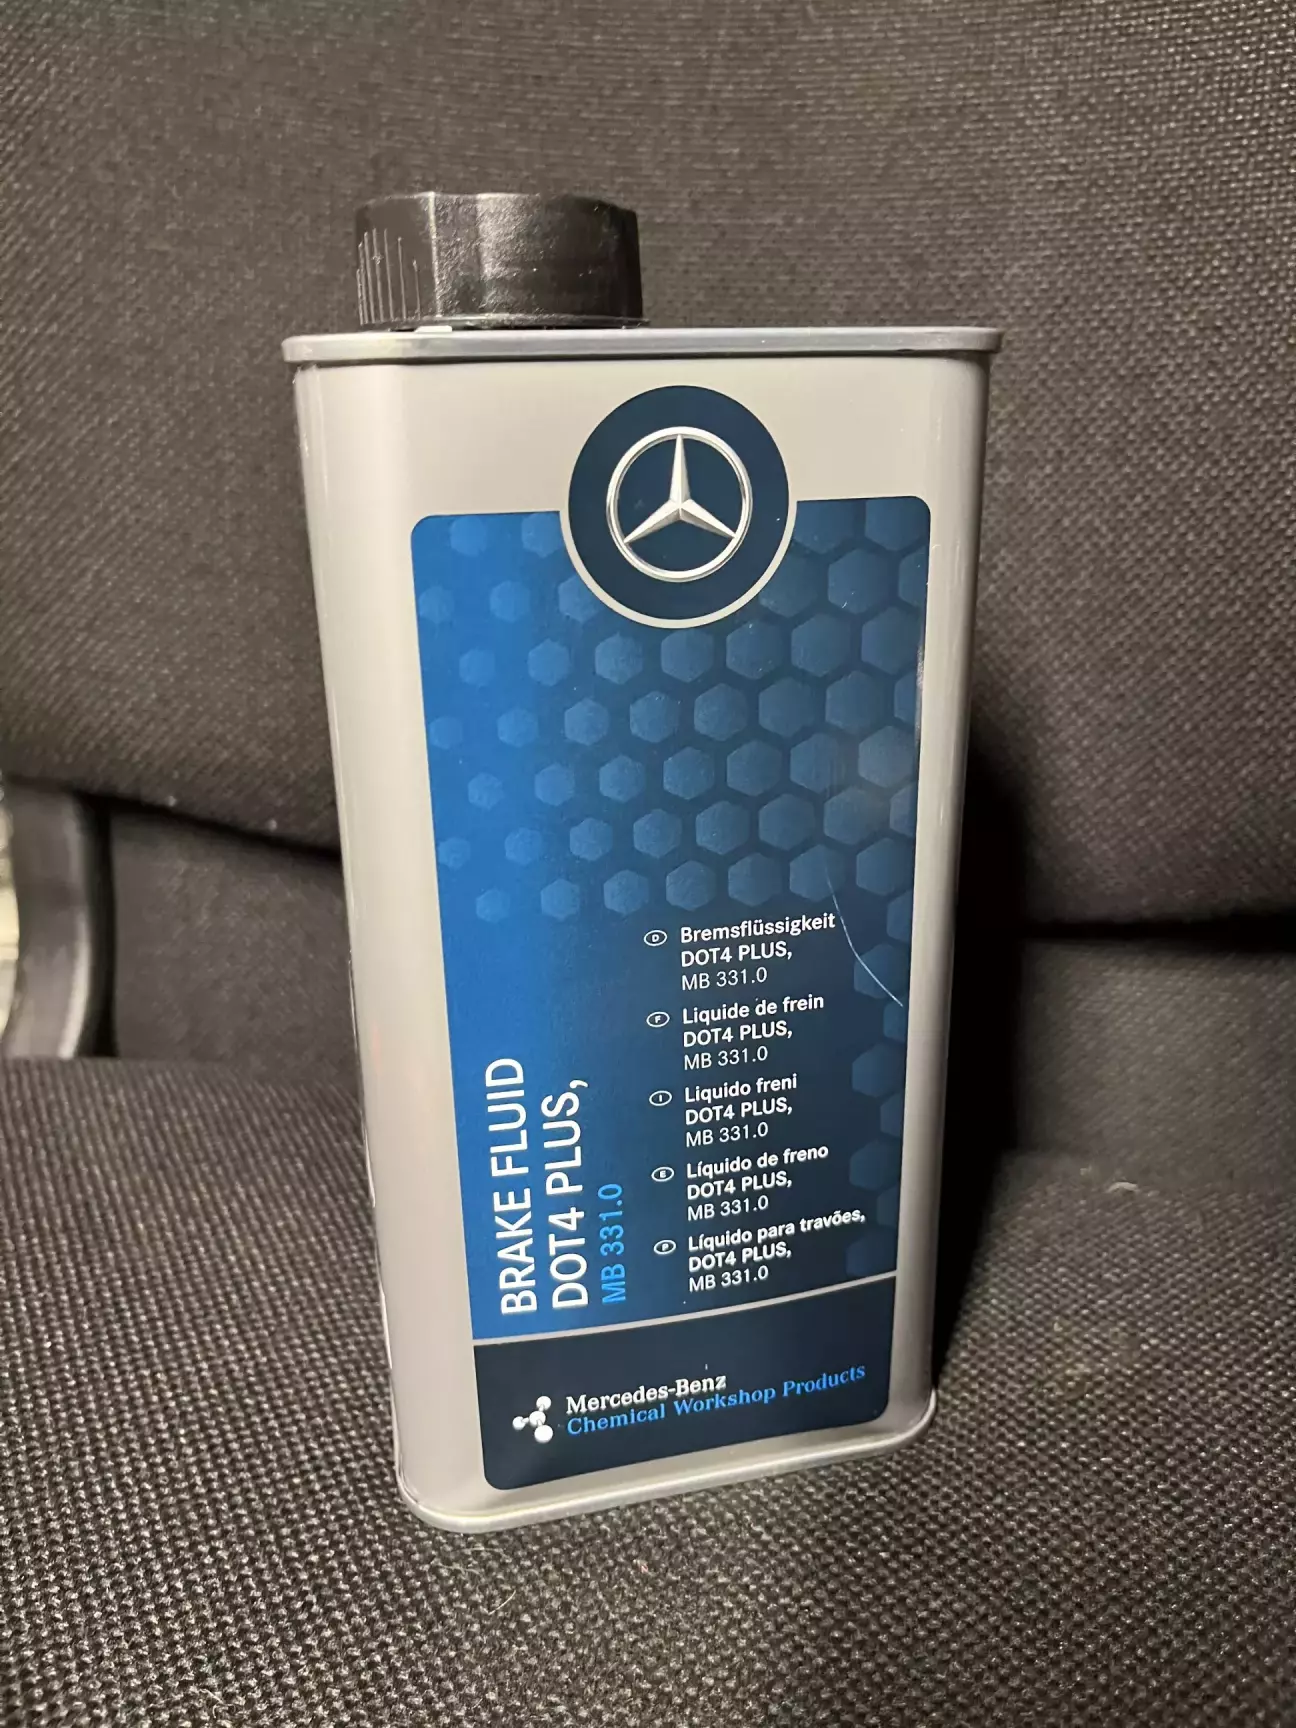 BRAKE FLUID
DOT4 PLUS,
MB 331.0
D Bremsflüssigkeit
DOT4 PLUS,
MB 331.0
F Liquide de frein
DOT4 PLUS,
MB 331.0
I Liquido freni
DOT4 PLUS,
MB 331.0
E Líquido de freno
DOT4 PLUS,
MB 331.0
P Líquido para travões,
DOT4 PLUS,
MB 331.0
Mercedes-Benz
Chemical Workshop Products